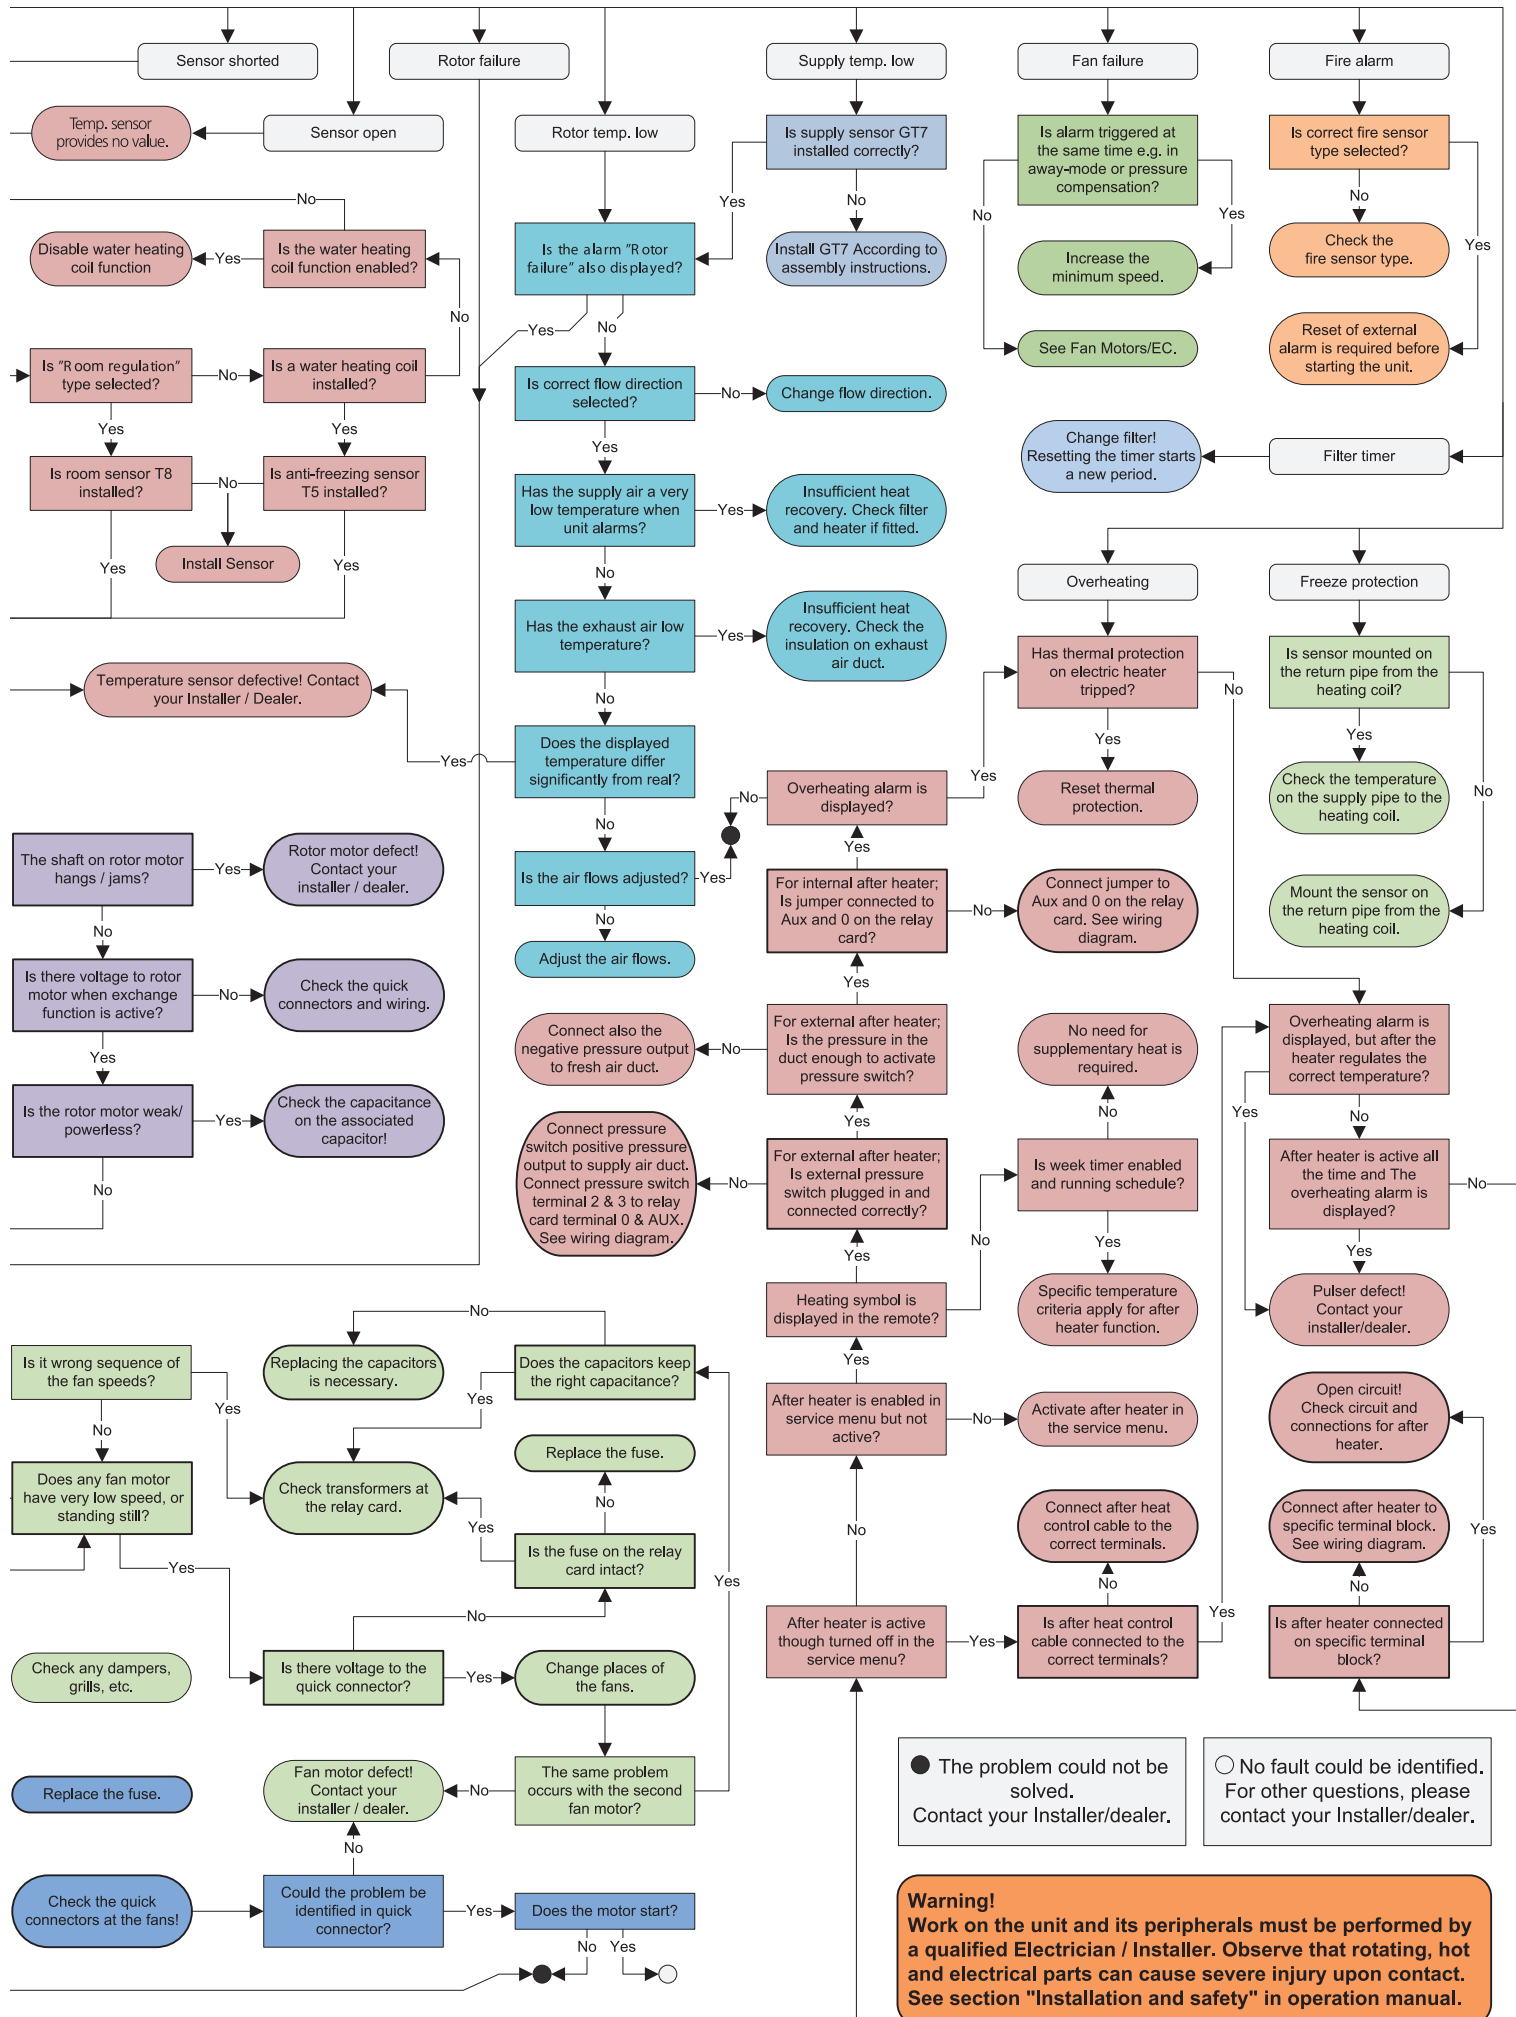 Sensor shorted
Rotor failure
Supply temp. low
Fan failure
Fire alarm
Temp. sensor
provides no value.
Sensor open
Rotor temp. low
Is supply sensor GT7
installed correctly?
Is alarm triggered at
the same time e.g. in
away-mode or pressure
compensation?
Is correct fire sensor
type selected?
No
Yes
No
No
Yes
No
Yes
Disable water heating
coil function
Yes
Is the water heating
coil function enabled?
Is the alarm "Rotor
failure" also displayed?
Install GT7 According to
assembly instructions.
Increase the
minimum speed.
Check the
fire sensor type.
No
Yes
No
See Fan Motors/EC.
Reset of external
alarm is required before
starting the unit.
Is "Room regulation"
type selected?
No
Is a water heating coil
installed?
Is correct flow direction
selected?
No
Change flow direction.
Yes
Yes
Yes
Change filter!
Resetting the timer starts
a new period.
Filter timer
Is room sensor T8
installed?
No
Is anti-freezing sensor
T5 installed?
Has the supply air a very
low temperature when
unit alarms?
Yes
Insufficient heat
recovery. Check filter
and heater if fitted.
Yes
Install Sensor
Yes
No
Overheating
Freeze protection
Has the exhaust air low
temperature?
Yes
Insufficient heat
recovery. Check the
insulation on exhaust
air duct.
Has thermal protection
on electric heater
tripped?
No
Is sensor mounted on
the return pipe from the
heating coil?
Temperature sensor defective! Contact
your Installer / Dealer.
No
Yes
Yes
Yes
Does the displayed
temperature differ
significantly from real?
Yes
Overheating alarm is
displayed?
No
Reset thermal
protection.
Check the temperature
on the supply pipe to the
heating coil.
No
No
Yes
The shaft on rotor motor
hangs / jams?
Yes
Rotor motor defect!
Contact your
installer / dealer.
Is the air flows adjusted?
Yes
For internal after heater;
Is jumper connected to
Aux and 0 on the relay
card?
No
Connect jumper to
Aux and 0 on the relay
card. See wiring
diagram.
Mount the sensor on
the return pipe from the
heating coil.
No
No
Adjust the air flows.
Yes
Is there voltage to rotor
motor when exchange
function is active?
No
Check the quick
connectors and wiring.
Connect also the
negative pressure output
to fresh air duct.
No
For external after heater;
Is the pressure in the
duct enough to activate
pressure switch?
No need for
supplementary heat is
required.
Overheating alarm is
displayed, but after the
heater regulates the
correct temperature?
Yes
Yes
No
Yes
No
Is the rotor motor weak/
powerless?
Yes
Check the capacitance
on the associated
capacitor!
Connect pressure
switch positive pressure
output to supply air duct.
Connect pressure switch
terminal 2 & 3 to relay
card terminal 0 & AUX.
See wiring diagram.
No
For external after heater;
Is external pressure
switch plugged in and
connected correctly?
Is week timer enabled
and running schedule?
After heater is active all
the time and The
overheating alarm is
displayed?
No
No
Yes
No
Yes
Yes
Heating symbol is
displayed in the remote?
Specific temperature
criteria apply for after
heater function.
Pulser defect!
Contact your
installer/dealer.
No
Is it wrong sequence of
the fan speeds?
Replacing the capacitors
is necessary.
Does the capacitors keep
the right capacitance?
Yes
Yes
Yes
After heater is enabled in
service menu but not
active?
No
Activate after heater in
the service menu.
Open circuit!
Check circuit and
connections for after
heater.
No
Replace the fuse.
Does any fan motor
have very low speed, or
standing still?
Check transformers at
the relay card.
No
Yes
No
Connect after heat
control cable to the
correct terminals.
Connect after heater to
specific terminal block.
See wiring diagram.
Yes
Yes
Is the fuse on the relay
card intact?
Yes
No
No
No
Yes
After heater is active
though turned off in the
service menu?
Yes
Is after heat control
cable connected to the
correct terminals?
Is after heater connected
on specific terminal
block?
Check any dampers,
grills, etc.
Is there voltage to the
quick connector?
Yes
Change places of
the fans.
Replace the fuse.
Fan motor defect!
Contact your
installer / dealer.
No
The same problem
occurs with the second
fan motor?
The problem could not be
solved.
Contact your Installer/dealer.
No fault could be identified.
For other questions, please
contact your Installer/dealer.
No
Check the quick
connectors at the fans!
Could the problem be
identified in quick
connector?
Yes
Does the motor start?
No
Yes
Warning!
Work on the unit and its peripherals must be performed by
a qualified Electrician / Installer. Observe that rotating, hot
and electrical parts can cause severe injury upon contact.
See section "Installation and safety" in operation manual.